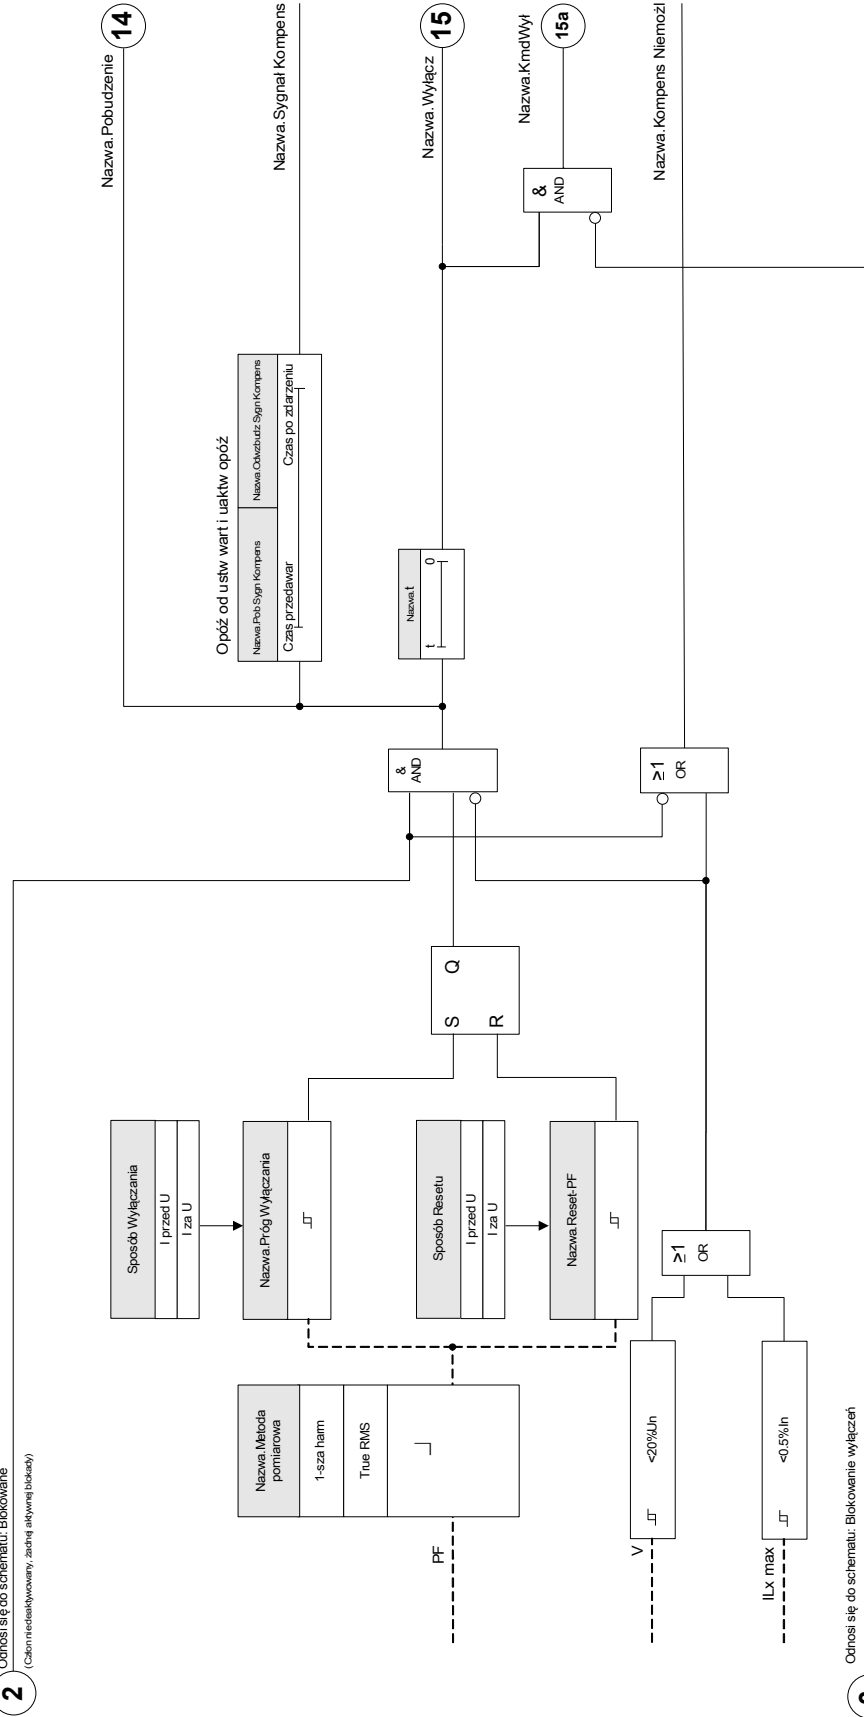 2
Odnosi się do schematu: Blokowane
(Człon niedeaktywowany, żadnej aktywnej blokady)
PF
Nazwa.Metoda
pomiarowa
1-sza harm
True RMS
Sposób Wyłączania
I przed U
I za U
Nazwa.Próg Wyłączania
Sposób Resetu
I przed U
I za U
Nazwa.Reset-PF
V
<20%Un
ILx max
<0.5%In
≥1
OR
S
R
Q
&
AND
≥1
OR
Opóź od ustw wart i uaktw opóź
Nazwa.Pob Sygn Kompens
Nazwa.Odwzbudz Sygn Kompens
Czas przedawar
Czas po zdarzeniu
Nazwa.t
t
0
&
AND
Nazwa.Pobudzenie
14
Nazwa.Sygnał Kompens
Nazwa.Wyłącz
15
Nazwa.KmdWył
15a
Nazwa.Kompens Niemożl
Odnosi się do schematu: Blokowanie wyłączeń